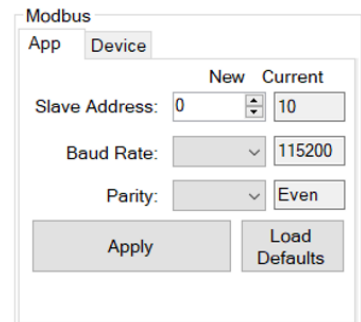 Modbus
App Device
New Current
Slave Address: 0 10
Baud Rate: 115200
Parity: Even
Apply Load Defaults